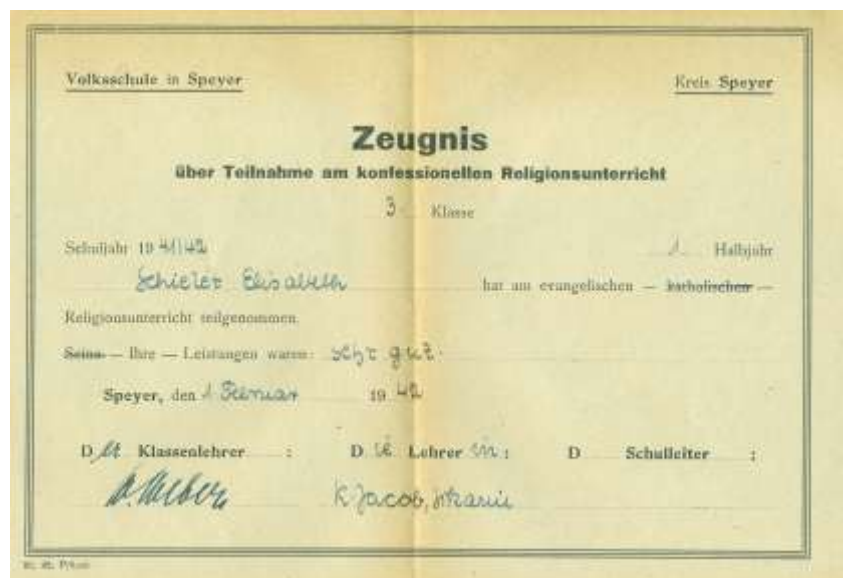 Volksschule in Speyer Kreis Speyer
Zeugnis
über Teilnahme am konfessionellen Religionsunterricht
3. Klasse
Schuljahr 1941/42 1. Halbjahr
Schieler Elisabeth hat am evangelischen — katholischen —
Religionsunterricht teilgenommen.
Seine — Ihre — Leistungen waren: sehr gut.
Speyer, den 1. Februar 1942
Der Klassenlehrer : Die Lehrerin : D Schulleiter :
Weber K. Jacob,